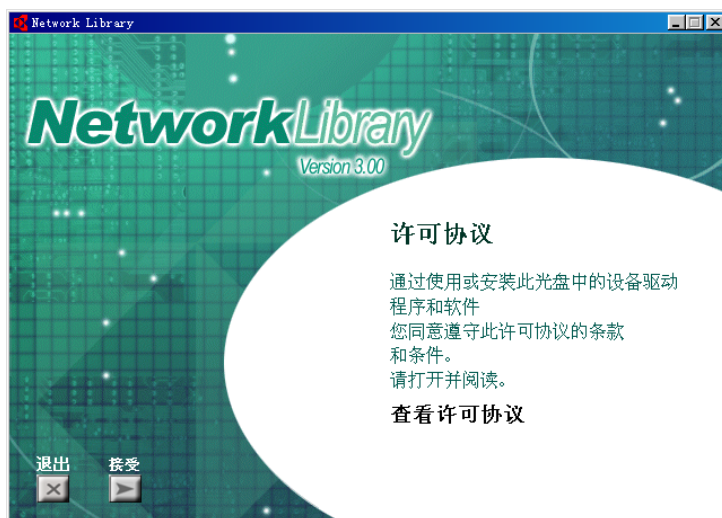 Network Library
NetworkLibrary
Version 3.00
许可协议
通过使用或安装此光盘中的设备驱动
程序和软件
您同意遵守此许可协议的条款
和条件。
请打开并阅读。
查看许可协议
退出 接受